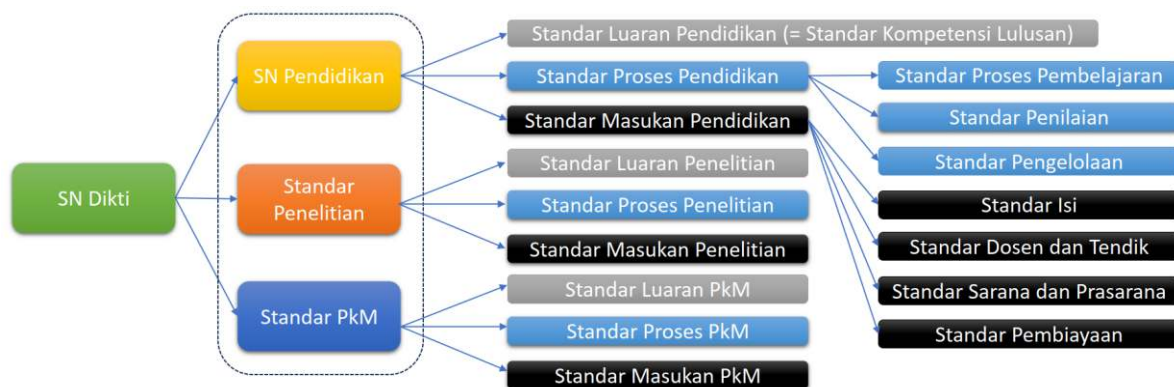 SN Dikti
SN Pendidikan
Standar
Penelitian
Standar PkM
Standar Luaran Pendidikan (= Standar Kompetensi Lulusan)
Standar Proses Pendidikan
Standar Masukan Pendidikan
Standar Luaran Penelitian
Standar Proses Penelitian
Standar Masukan Penelitian
Standar Luaran PkM
Standar Proses PkM
Standar Masukan PkM
Standar Proses Pembelajaran
Standar Penilaian
Standar Pengelolaan
Standar Isi
Standar Dosen dan Tendik
Standar Sarana dan Prasarana
Standar Pembiayaan